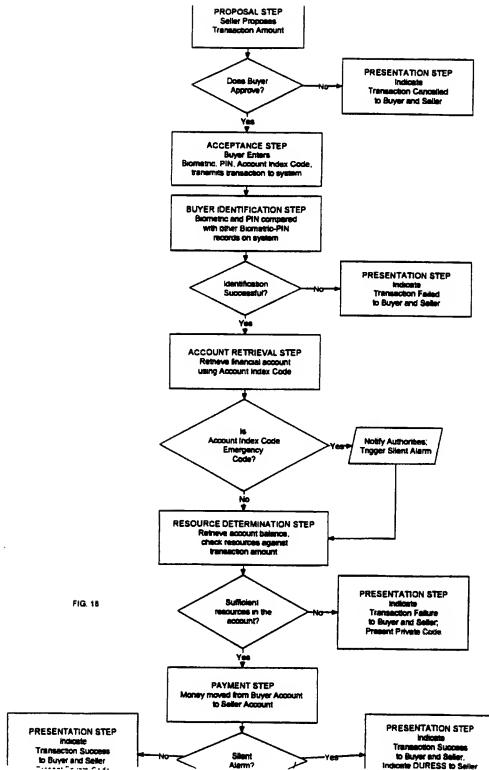 PROPOSAL STEP
Seller Proposes
Transaction Amount
Does Buyer
Approve?
No
PRESENTATION STEP
Indicate
Transaction Cancelled
to Buyer and Seller
Yes
ACCEPTANCE STEP
Buyer Enters
Biometric, PIN, Account Index Code,
transmits transaction to system
BUYER IDENTIFICATION STEP
Biometric and PIN compared
with other Biometric-PIN
records on system
Identification
Successful?
No
PRESENTATION STEP
Indicate
Transaction Failed
to Buyer and Seller
Yes
ACCOUNT RETRIEVAL STEP
Retrieve financial account
using Account Index Code
Is
Account Index Code
Emergency
Code?
Yes
Notify Authorities;
Trigger Silent Alarm
No
RESOURCE DETERMINATION STEP
Retrieve account balance,
check resources against
transaction amount
FIG. 18
Sufficient
resources in the
account?
No
PRESENTATION STEP
Indicate
Transaction Failure
to Buyer and Seller;
Present Private Code
Yes
PAYMENT STEP
Money moved from Buyer Account
to Seller Account
PRESENTATION STEP
Indicate
Transaction Success
to Buyer and Seller
No
Silent
Alarm?
Yes
PRESENTATION STEP
Indicate
Transaction Success
to Buyer and Seller,
Indicate DURESS to Seller